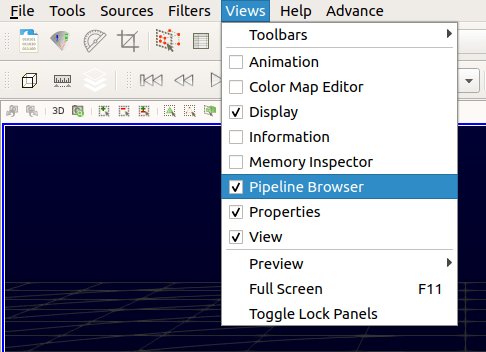 File Tools Sources Filters Views Help Advance
Toolbars
Animation
Color Map Editor
Display
Information
Memory Inspector
3D
Pipeline Browser
Properties
View
Preview
Full Screen F11
Toggle Lock Panels